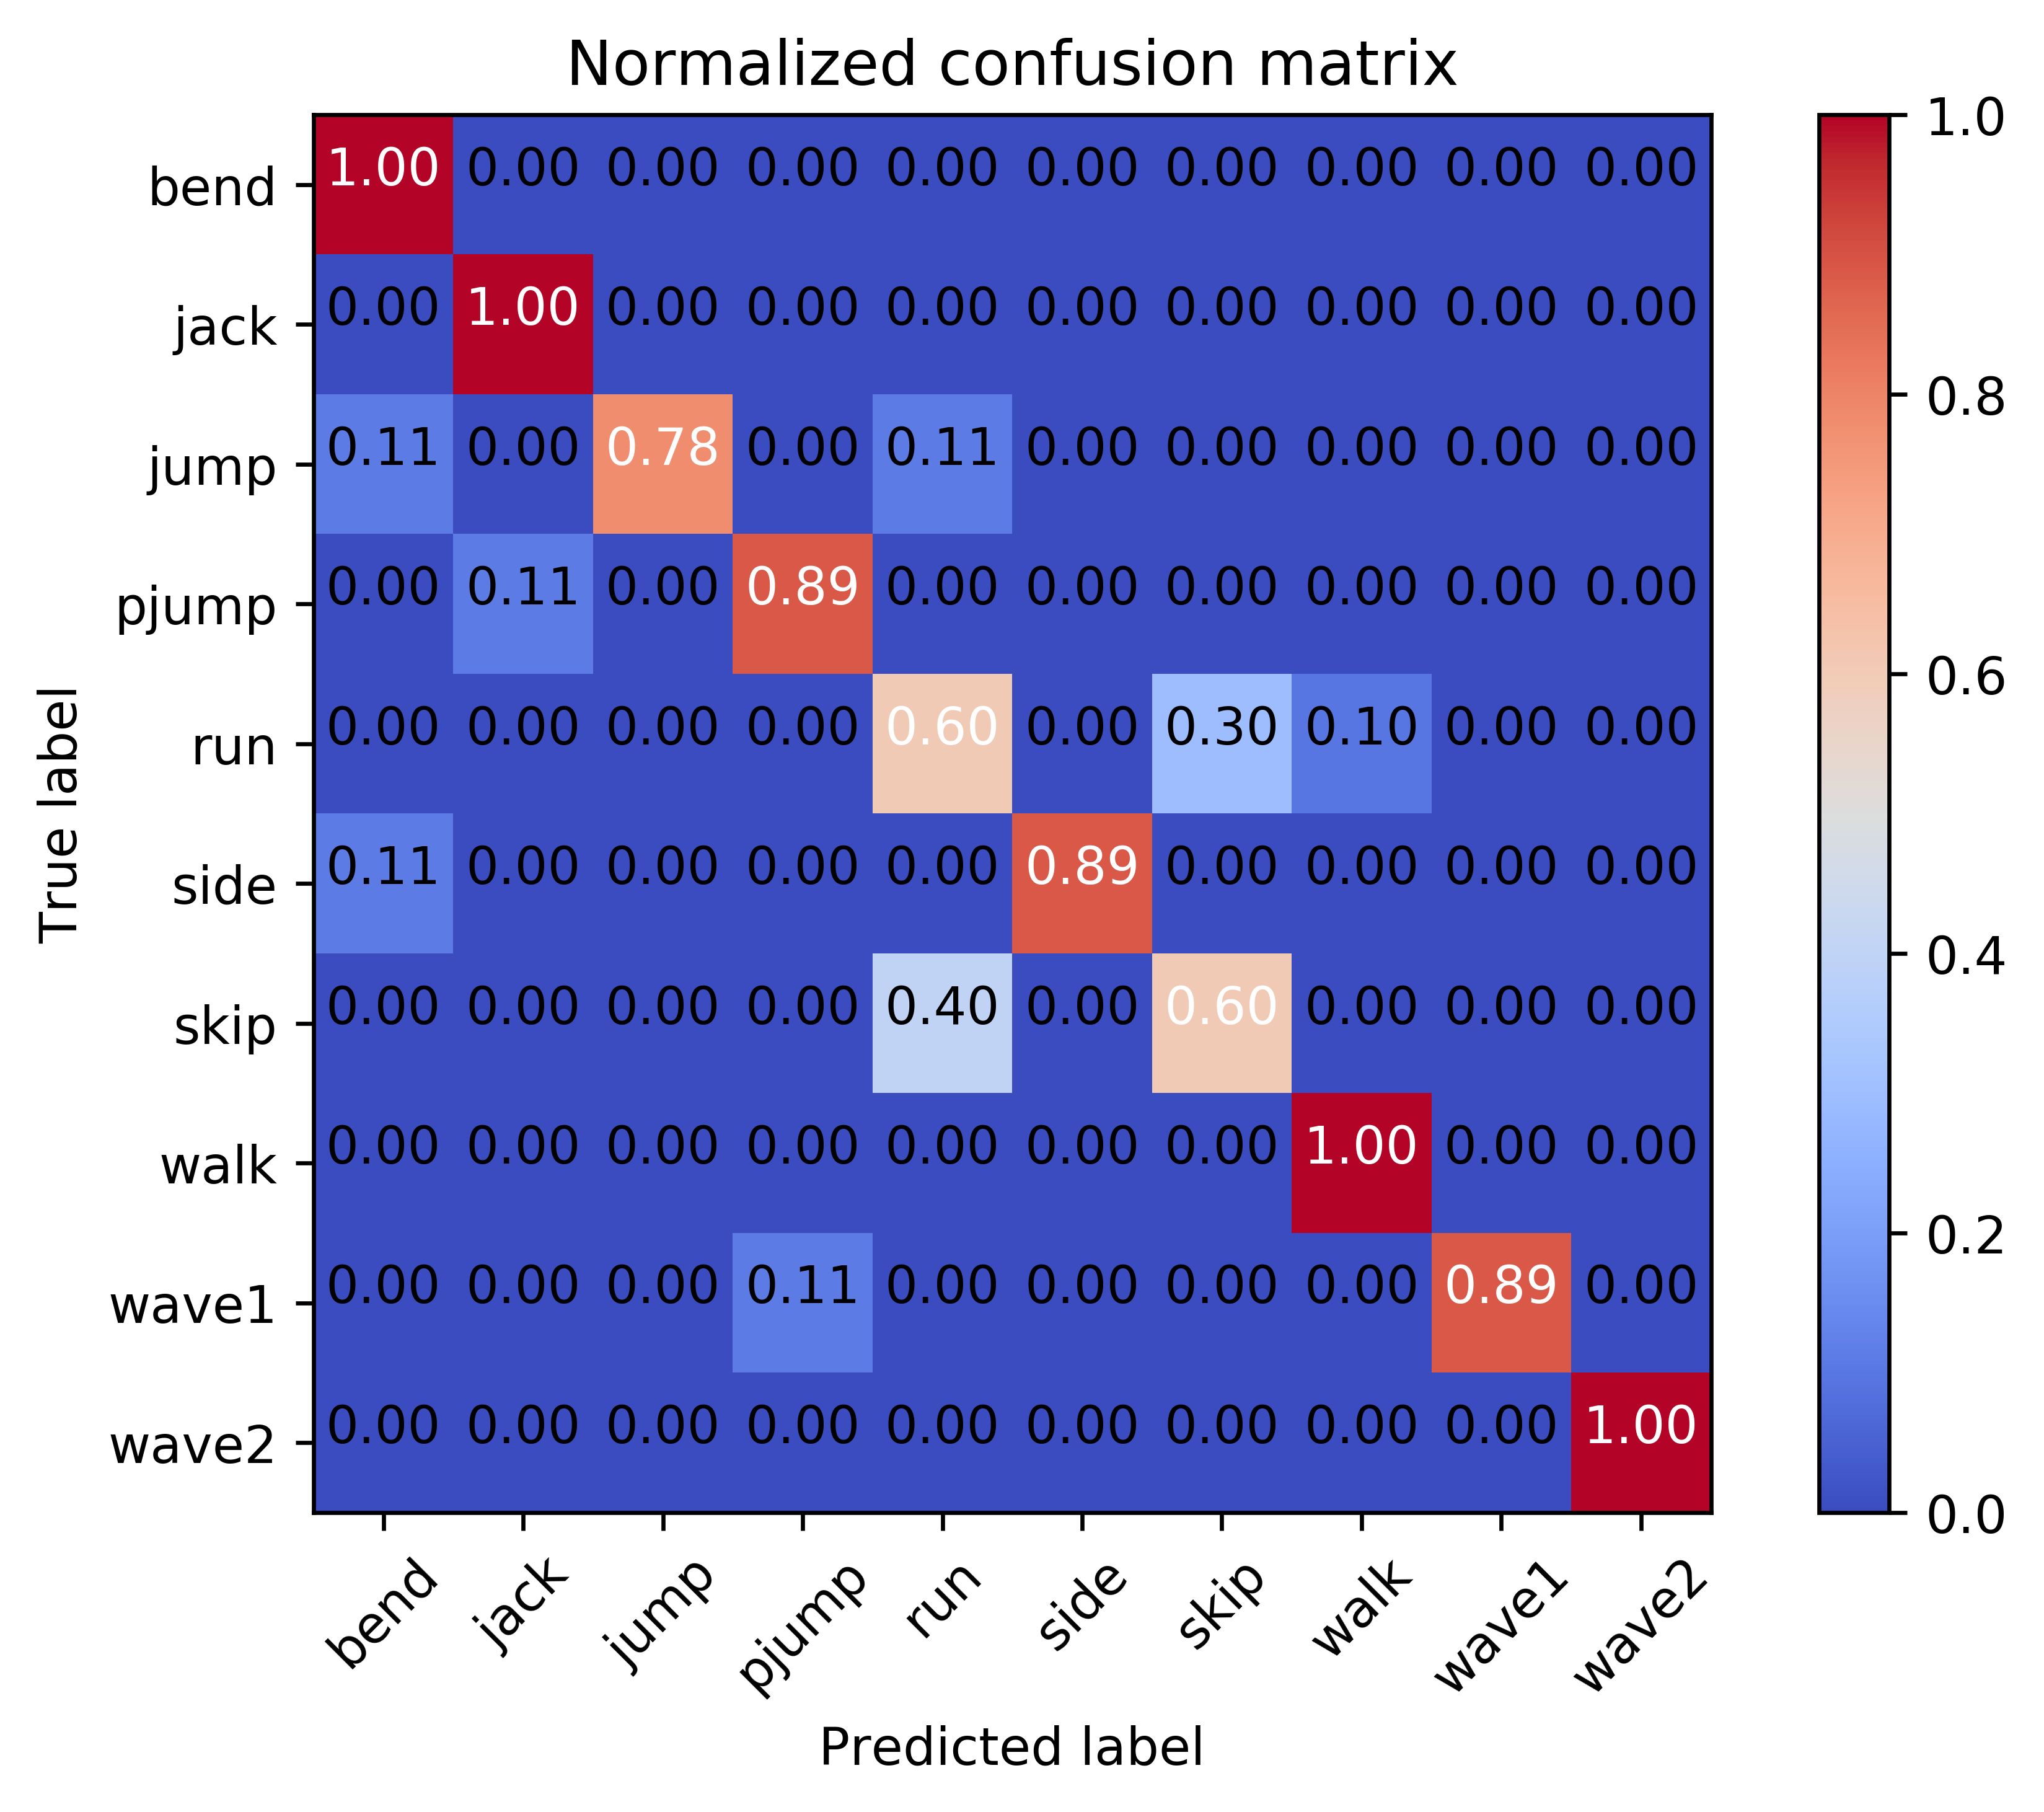 Normalized confusion matrix
bend 1.00 0.00 0.00 0.00 0.00 0.00 0.00 0.00 0.00 0.00
jack 0.00 1.00 0.00 0.00 0.00 0.00 0.00 0.00 0.00 0.00
jump 0.11 0.00 0.78 0.00 0.11 0.00 0.00 0.00 0.00 0.00
pjump 0.00 0.11 0.00 0.89 0.00 0.00 0.00 0.00 0.00 0.00
run 0.00 0.00 0.00 0.00 0.60 0.00 0.30 0.10 0.00 0.00
side 0.11 0.00 0.00 0.00 0.00 0.89 0.00 0.00 0.00 0.00
skip 0.00 0.00 0.00 0.00 0.40 0.00 0.60 0.00 0.00 0.00
walk 0.00 0.00 0.00 0.00 0.00 0.00 0.00 1.00 0.00 0.00
wave1 0.00 0.00 0.00 0.11 0.00 0.00 0.00 0.00 0.89 0.00
wave2 0.00 0.00 0.00 0.00 0.00 0.00 0.00 0.00 0.00 1.00
bend jack jump pjump run side skip walk wave1 wave2
Predicted label
True label
1.0
0.8
0.6
0.4
0.2
0.0